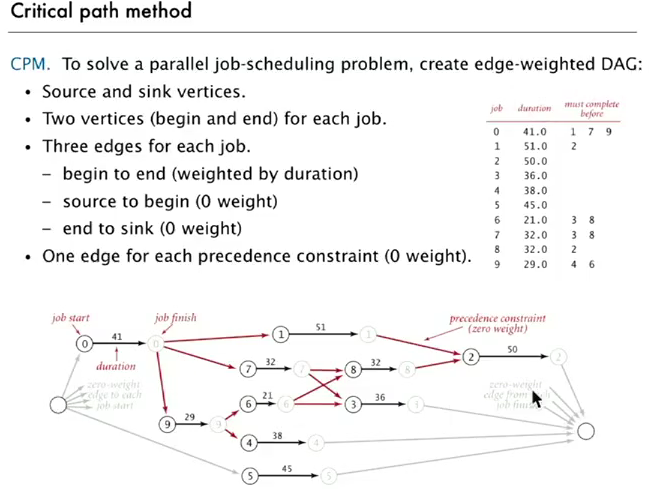 Critical path method
CPM. To solve a parallel job-scheduling problem, create edge-weighted DAG:
• Source and sink vertices.
• Two vertices (begin and end) for each job.
• Three edges for each job.
– begin to end (weighted by duration)
– source to begin (0 weight)
– end to sink (0 weight)
• One edge for each precedence constraint (0 weight).
job duration must complete before
0 41.0 1 7 9
1 51.0 2
2 50.0
3 36.0
4 38.0
5 45.0
6 21.0 3 8
7 32.0 3 8
8 32.0 2
9 29.0 4 6
job start
job finish
precedence constraint
(zero weight)
0 41 0
duration
1 51 1
7 32 7
8 32 8
2 50 2
9 29 9
6 21 6
3 36 3
4 38 4
5 45 5
zero-weight
edge to each
job start
zero-weight
edge from each
job finish